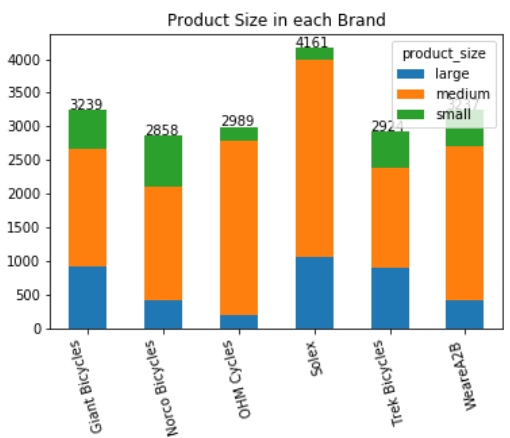 Product Size in each Brand
product_size
large
medium
small
4000
3500
3000
2500
2000
1500
1000
500
0
3239
2858
2989
4161
2924
3237
Giant Bicycles
Norco Bicycles
OHM Cycles
Solex
Trek Bicycles
WeareA2B